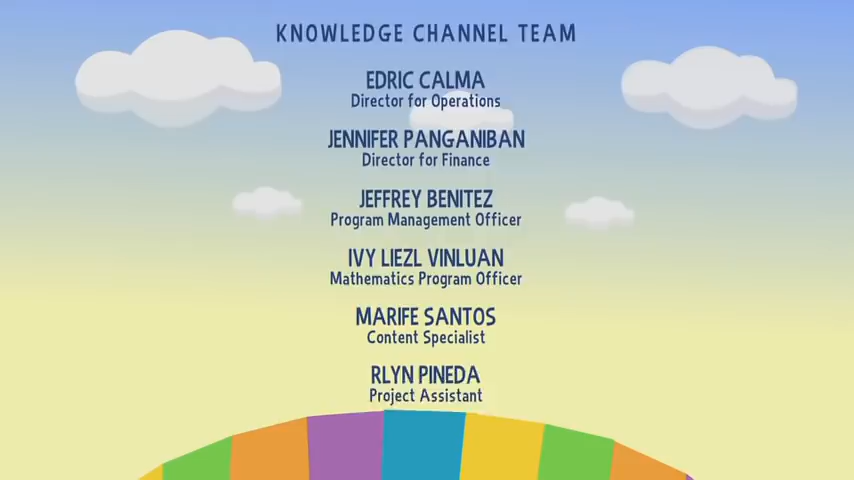 KNOWLEDGE CHANNEL TEAM
EDRIC CALMA
Director for Operations
JENNIFER PANGANIBAN
Director for Finance
JEFFREY BENITEZ
Program Management Officer
IVY LIEZL VINLUAN
Mathematics Program Officer
MARIFE SANTOS
Content Specialist
RLYN PINEDA
Project Assistant